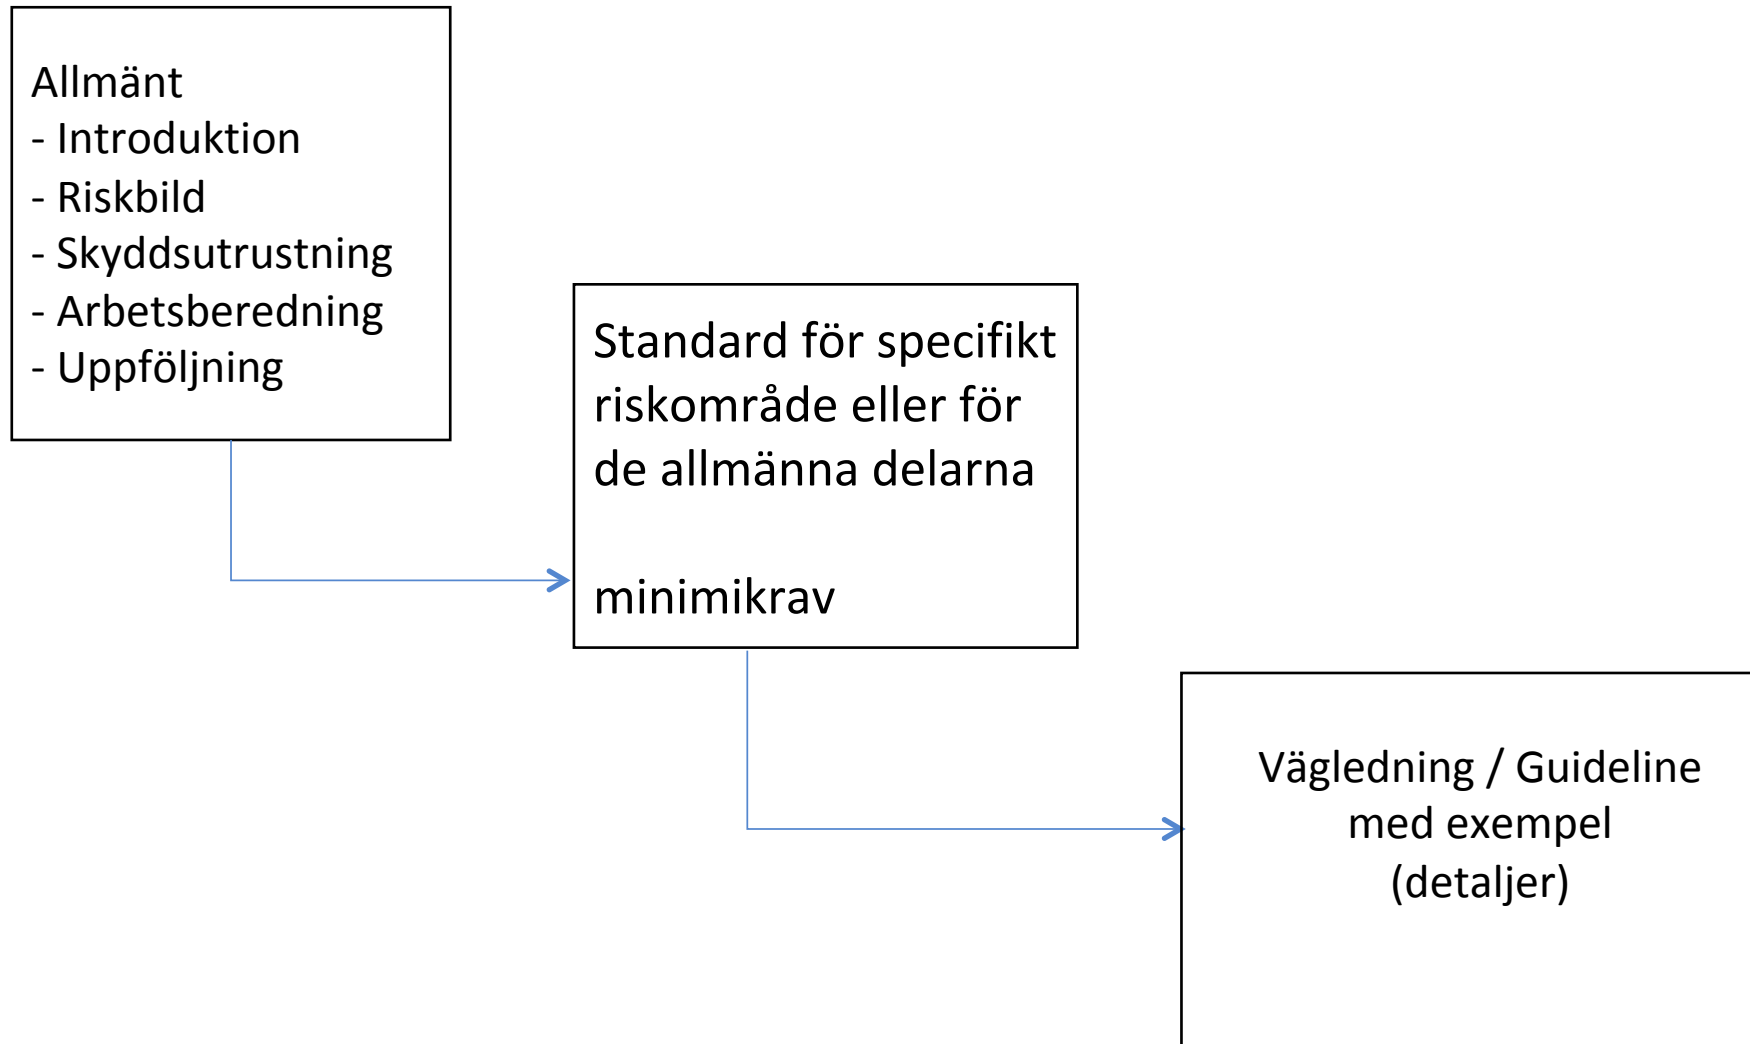 Allmänt
- Introduktion
- Riskbild
- Skyddsutrustning
- Arbetsberedning
- Uppföljning
Standard för specifikt
riskområde eller för
de allmänna delarna
minimikrav
Vägledning / Guideline
med exempel
(detaljer)